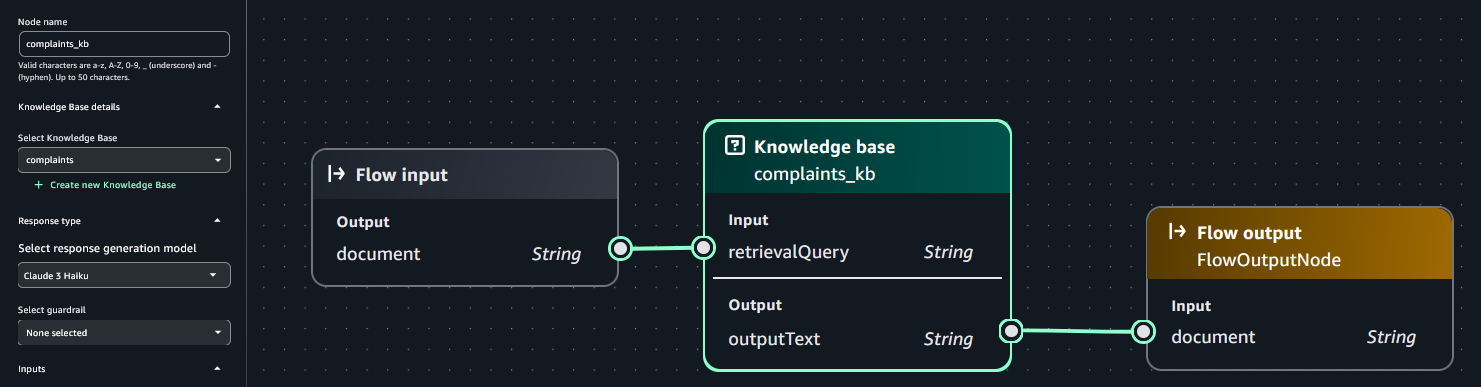 Node name
complaints_kb
Valid characters are a-z, A-Z, 0-9, _ (underscore) and -
(hyphen). Up to 50 characters.
Knowledge Base details
Select Knowledge Base
complaints
+ Create new Knowledge Base
Response type
Select response generation model
Claude 3 Haiku
Select guardrail
None selected
Inputs
Flow input
Output
document String
Knowledge base
complaints_kb
Input
retrievalQuery String
Output
outputText String
Flow output
FlowOutputNode
Input
document String